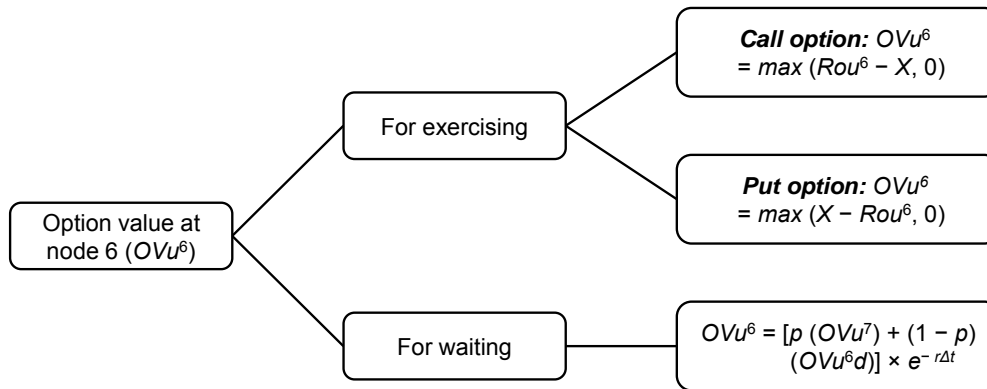 Call option: OVu⁶
= max (Rou⁶ − X, 0)
For exercising
Put option: OVu⁶
= max (X − Rou⁶, 0)
Option value at
node 6 (OVu⁶)
For waiting
OVu⁶ = [p (OVu⁷) + (1 − p)
(OVu⁶d)] × e⁻ ʳᐩᵗ